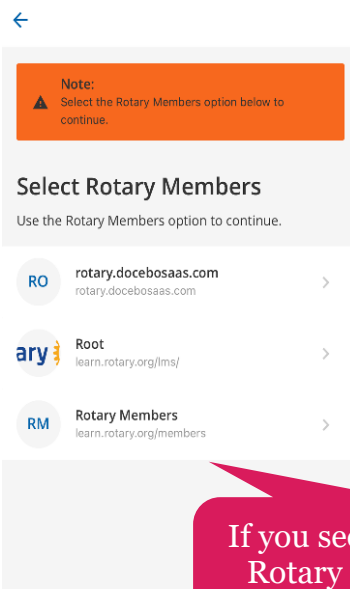 Note:
Select the Rotary Members option below to
continue.
Select Rotary Members
Use the Rotary Members option to continue.
RO
rotary.docebosaas.com
rotary.docebosaas.com
ary
Root
learn.rotary.org/lms/
RM
Rotary Members
learn.rotary.org/members
If you see
Rotary